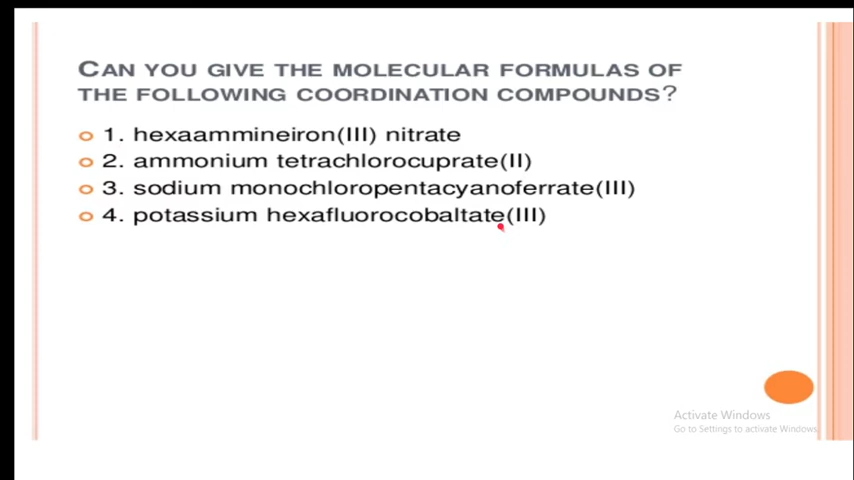 CAN YOU GIVE THE MOLECULAR FORMULAS OF
THE FOLLOWING COORDINATION COMPOUNDS?
1. hexaammineiron(III) nitrate
2. ammonium tetrachlorocuprate(II)
3. sodium monochloropentacyanoferrate(III)
4. potassium hexafluorocobaltate(III)
Activate Windows
Go to Settings to activate Windows.